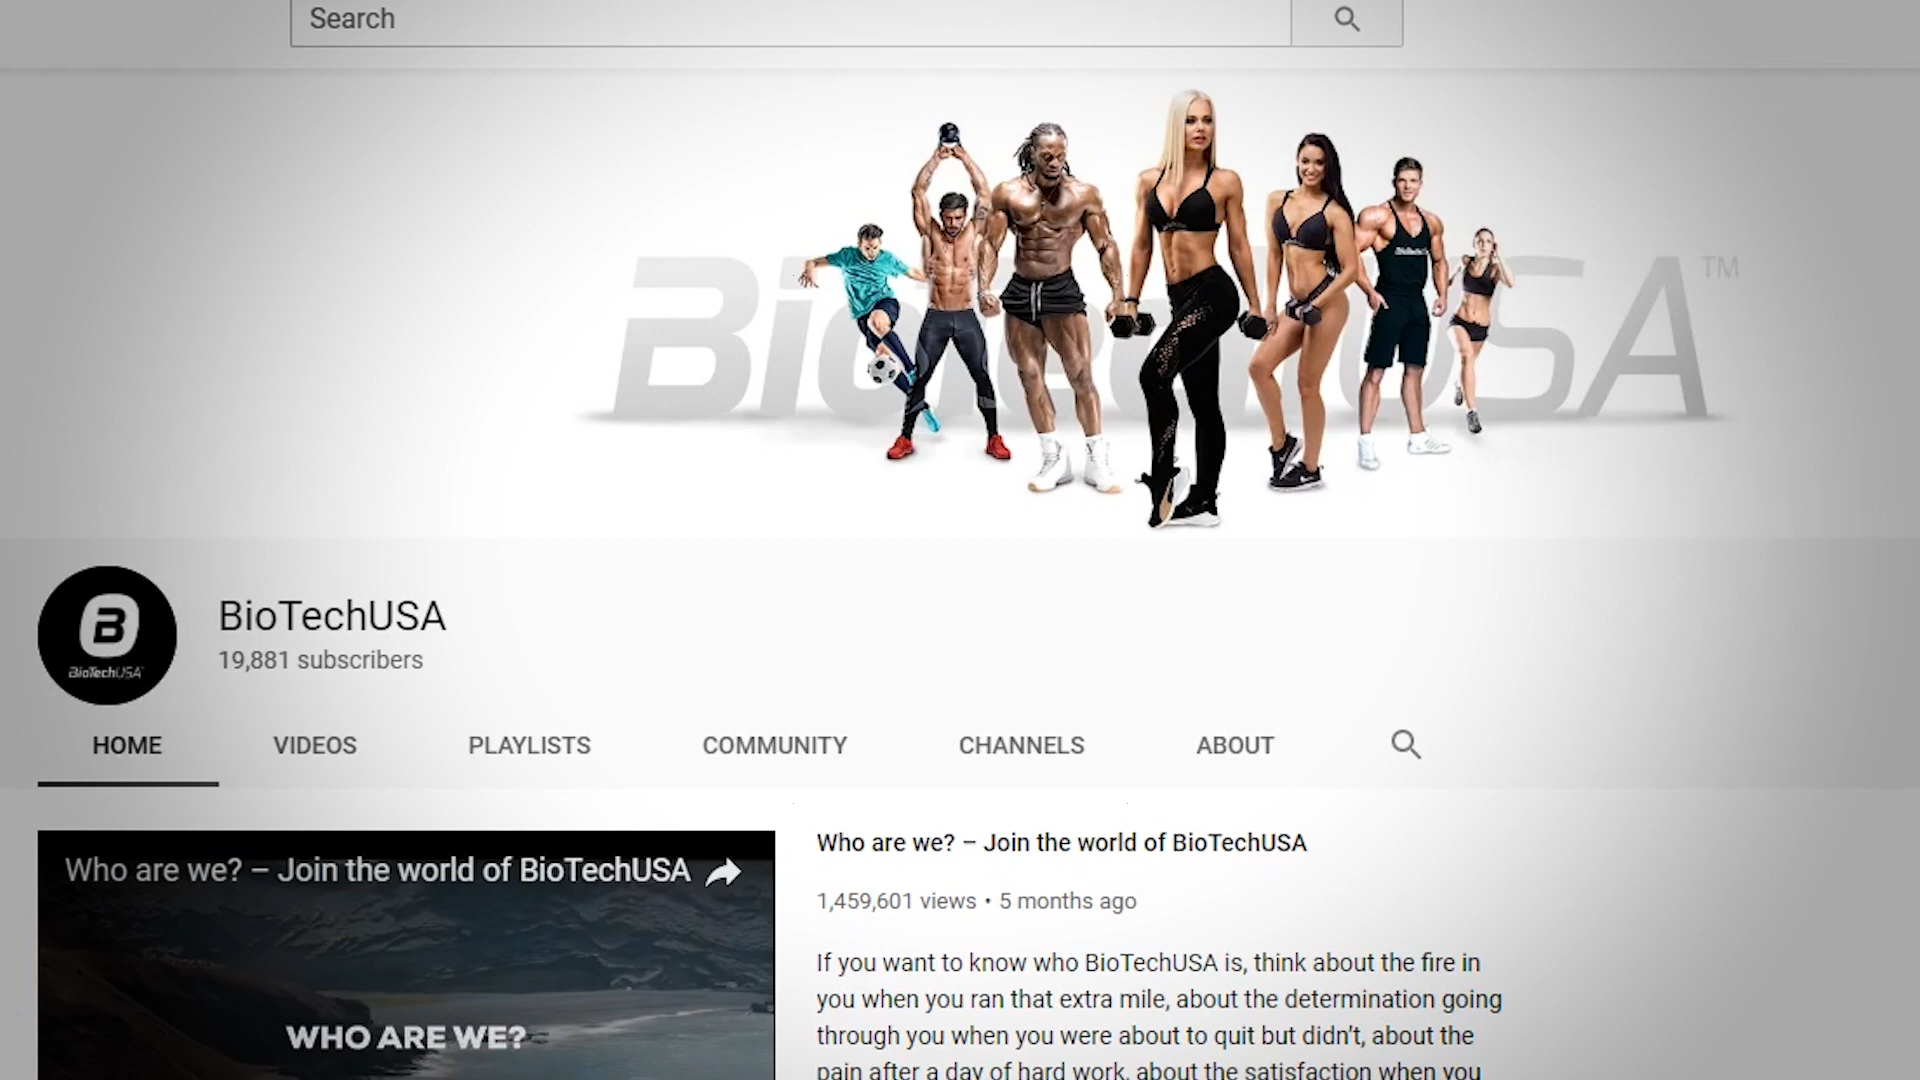 Search
BioTechUSA™
B
BioTechUSA
BioTechUSA
19,881 subscribers
HOME
VIDEOS
PLAYLISTS
COMMUNITY
CHANNELS
ABOUT
Who are we? – Join the world of BioTechUSA
WHO ARE WE?
Who are we? – Join the world of BioTechUSA
1,459,601 views • 5 months ago
If you want to know who BioTechUSA is, think about the fire in
you when you ran that extra mile, about the determination going
through you when you were about to quit but didn't, about the
pain after a day of hard work, about the satisfaction when you